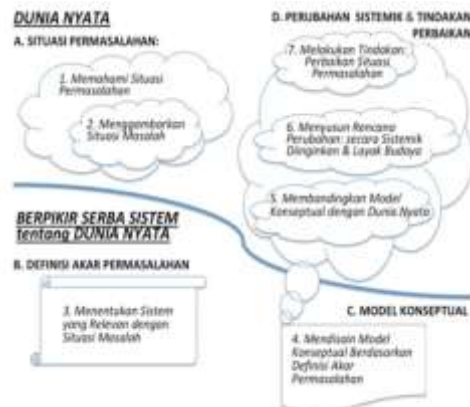 DUNIA NYATA
A. SITUASI PERMASALAHAN:
1. Memahami Situasi
Permasalahan
2. Menggambarkan
Situasi Masalah
BERPIKIR SERBA SISTEM
tentang DUNIA NYATA
B. DEFINISI AKAR PERMASALAHAN
3. Menentukan Sistem
yang Relevan dengan
Situasi Masalah
D. PERUBAHAN SISTEMIK & TINDAKAN
PERBAIKAN
7. Melakukan Tindakan:
Perbaikan Situasi
Permasalahan
6. Menyusun Rencana
Perubahan: secara Sistemik
Diinginkan & Layak Budaya
5. Membandingkan Model
Konseptual dengan Dunia Nyata
C. MODEL KONSEPTUAL
4. Mendisain Model
Konseptual Berdasarkan
Definisi Akar
Permasalahan